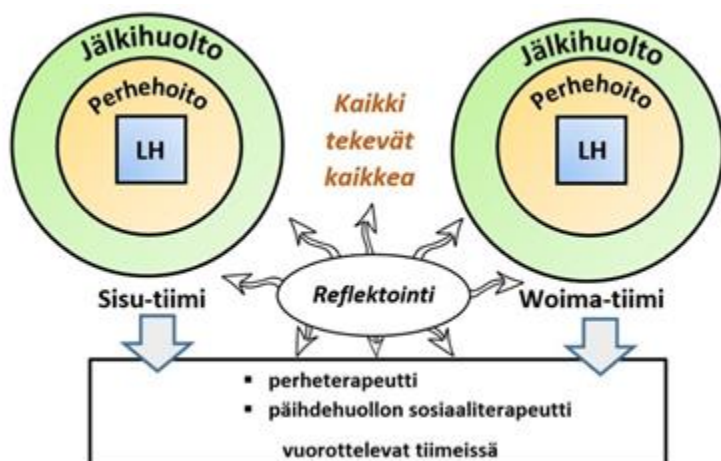 Jälkihuolto
Perhehoito
LH
Sisu-tiimi
Kaikki
tekevät
kaikkea
Jälkihuolto
Perhehoito
LH
Woima-tiimi
Reflektointi
▪ perheterapeutti
▪ päihdehuollon sosiaaliterapeutti
vuorottelevat tiimeissä